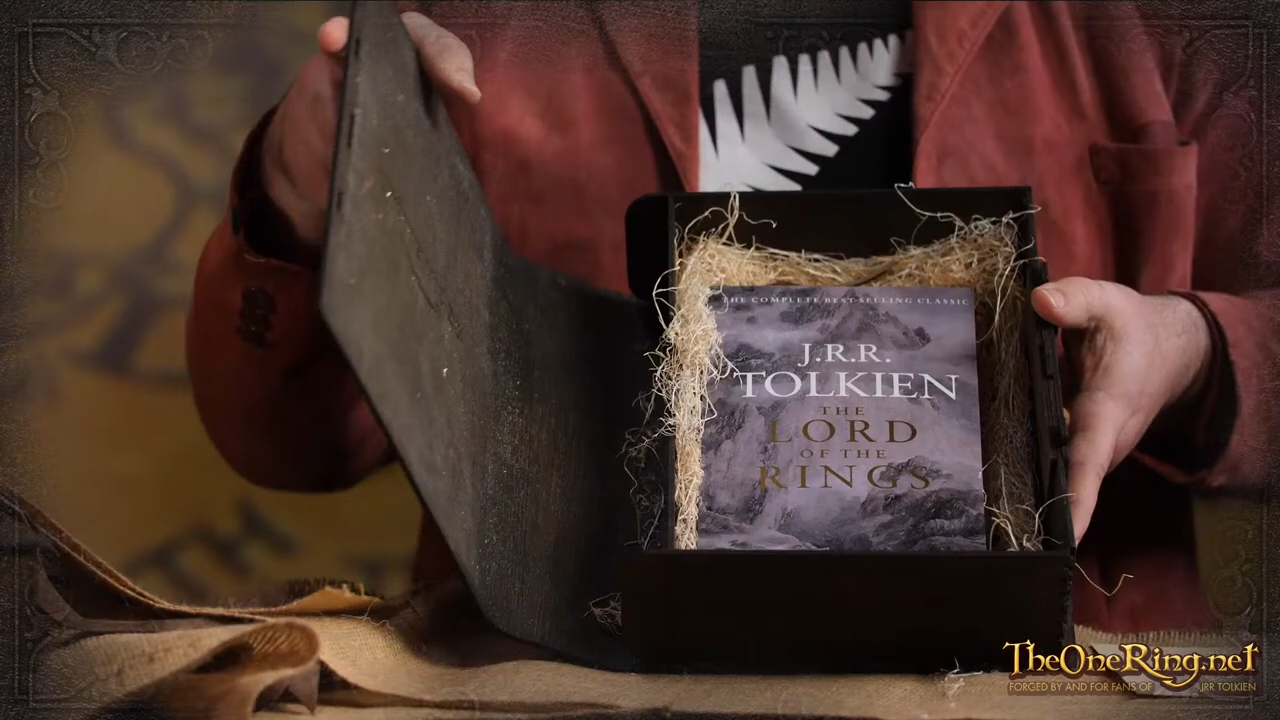 THE COMPLETE BEST-SELLING CLASSIC
J.R.R.
TOLKIEN
THE
LORD
OF THE
RINGS
TheOneRing.net
FORGED BY AND FOR FANS OF JRR TOLKIEN